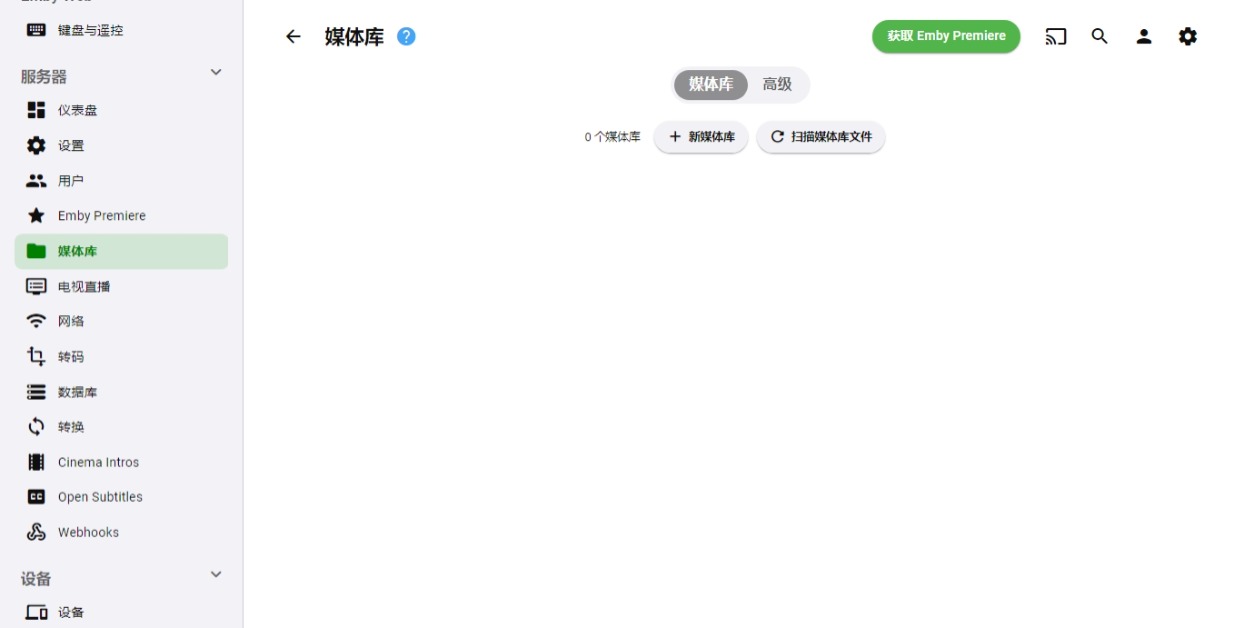 键盘与遥控
服务器
仪表盘
设置
用户
Emby Premiere
媒体库
电视直播
网络
转码
数据库
转换
Cinema Intros
Open Subtitles
Webhooks
设备
设备
媒体库 ?
获取 Emby Premiere
媒体库 高级
0 个媒体库 + 新媒体库 扫描媒体库文件